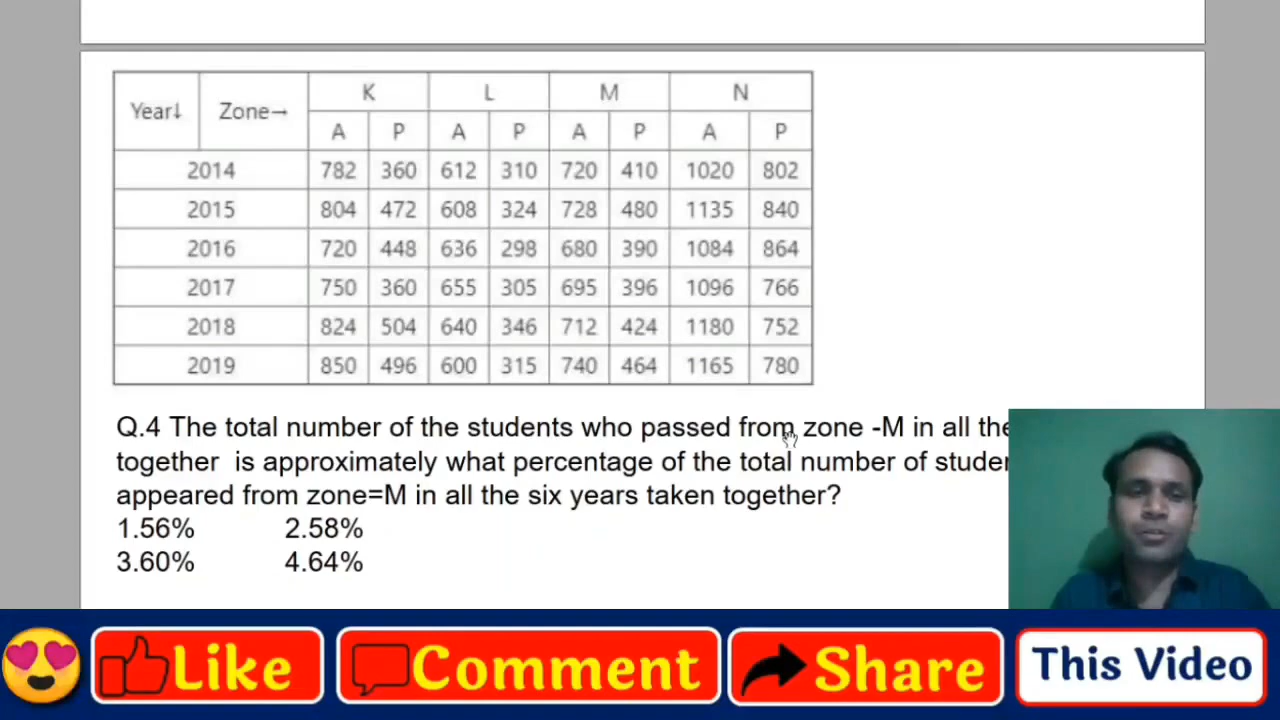 Year↓ Zone→ K L M N
A P A P A P A P
2014 782 360 612 310 720 410 1020 802
2015 804 472 608 324 728 480 1135 840
2016 720 448 636 298 680 390 1084 864
2017 750 360 655 305 695 396 1096 766
2018 824 504 640 346 712 424 1180 752
2019 850 496 600 315 740 464 1165 780
Q.4 The total number of the students who passed from zone -M in all the
together is approximately what percentage of the total number of studen
appeared from zone=M in all the six years taken together?
1.56% 2.58%
3.60% 4.64%
Like Comment Share This Video